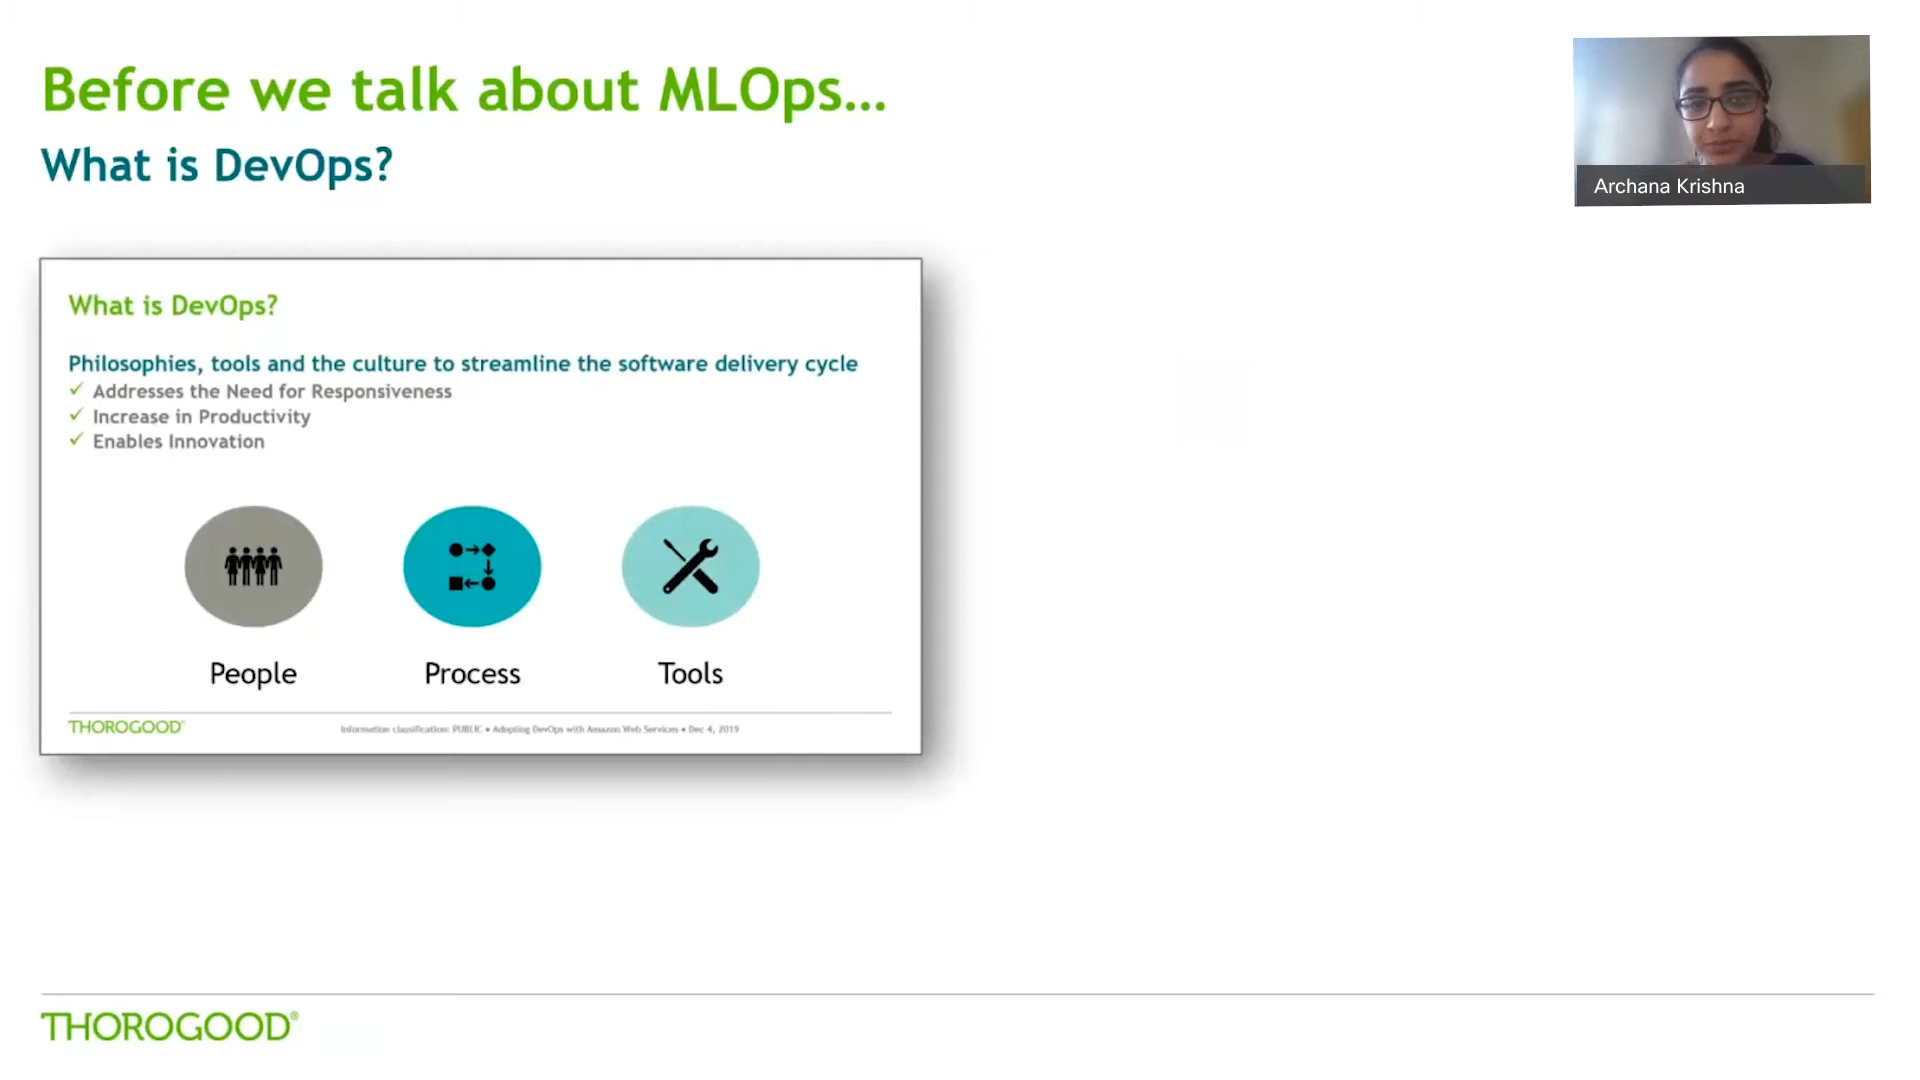 Before we talk about MLOps...
What is DevOps?
Archana Krishna
What is DevOps?
Philosophies, tools and the culture to streamline the software delivery cycle
✓ Addresses the Need for Responsiveness
✓ Increase in Productivity
✓ Enables Innovation
People
Process
Tools
THOROGOOD®
Information classification: PUBLIC • Adopting DevOps with Amazon Web Services • Dec 4, 2019
THOROGOOD®